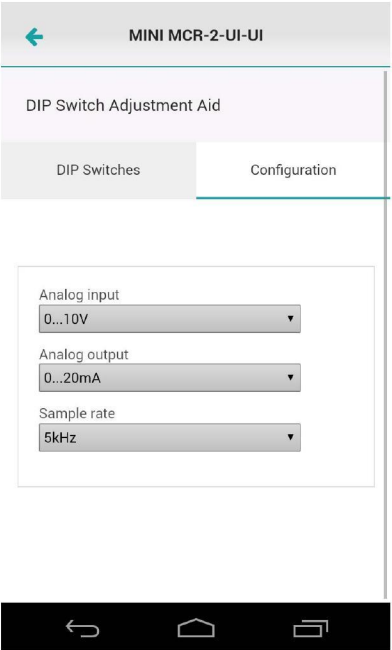 MINI MCR-2-UI-UI
DIP Switch Adjustment Aid
DIP Switches
Configuration
Analog input
0...10V
Analog output
0...20mA
Sample rate
5kHz